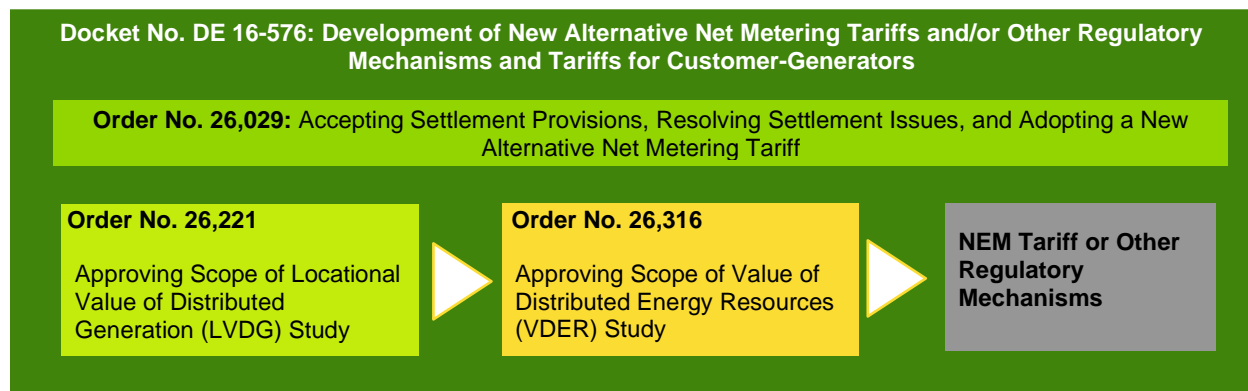 Docket No. DE 16-576: Development of New Alternative Net Metering Tariffs and/or Other Regulatory
Mechanisms and Tariffs for Customer-Generators
Order No. 26,029: Accepting Settlement Provisions, Resolving Settlement Issues, and Adopting a New
Alternative Net Metering Tariff
Order No. 26,221
Approving Scope of Locational
Value of Distributed
Generation (LVDG) Study
Order No. 26,316
Approving Scope of Value of
Distributed Energy Resources
(VDER) Study
NEM Tariff or Other
Regulatory
Mechanisms